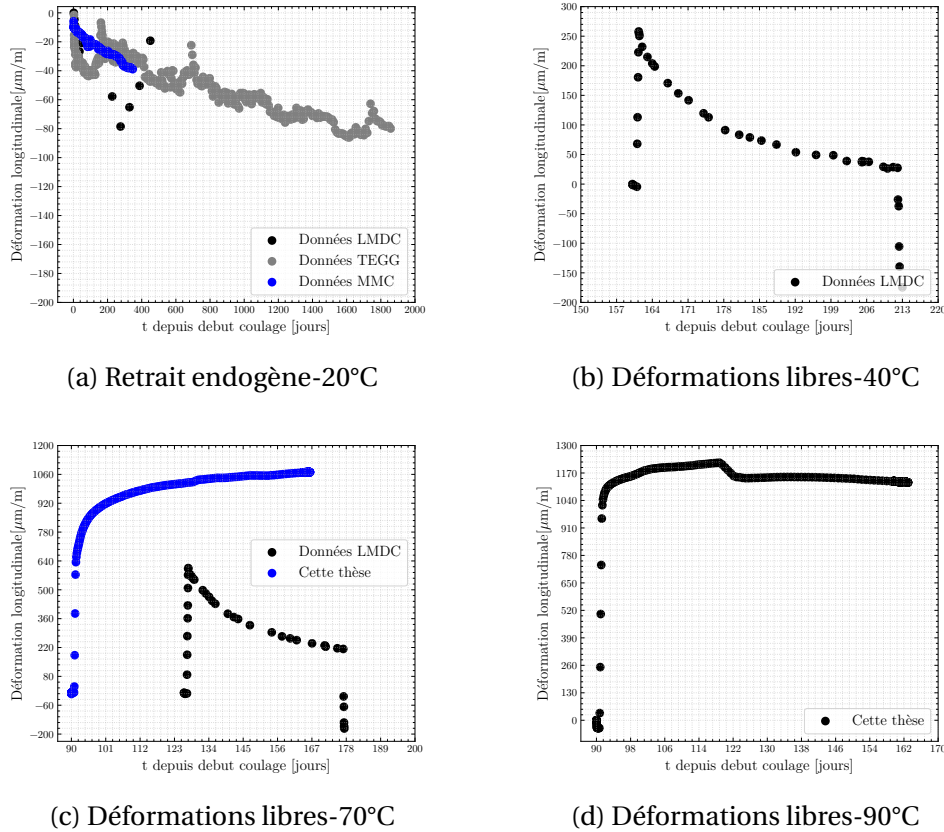 0
−20
−40
−60
−80
−100
−120
−140
−160
−180
−200
0 200 400 600 800 1000 1200 1400 1600 1800 2000
Déformation longitudinale[µm/m]
t depuis debut coulage [jours]
Données LMDC
Données TEGG
Données MMC
(a) Retrait endogène-20°C
300
250
200
150
100
50
0
−50
−100
−150
−200
150 157 164 171 178 185 192 199 206 213 220
Déformation longitudinale[µm/m]
t depuis debut coulage [jours]
Données LMDC
(b) Déformations libres-40°C
1200
1060
920
780
640
500
360
220
80
−60
−200
90 101 112 123 134 145 156 167 178 189 200
Déformation longitudinale[µm/m]
t depuis debut coulage [jours]
Données LMDC
Cette thèse
(c) Déformations libres-70°C
1300
1170
1040
910
780
650
520
390
260
130
0
90 98 106 114 122 130 138 146 154 162 170
Déformation longitudinale[µm/m]
t depuis debut coulage [jours]
Cette thèse
(d) Déformations libres-90°C